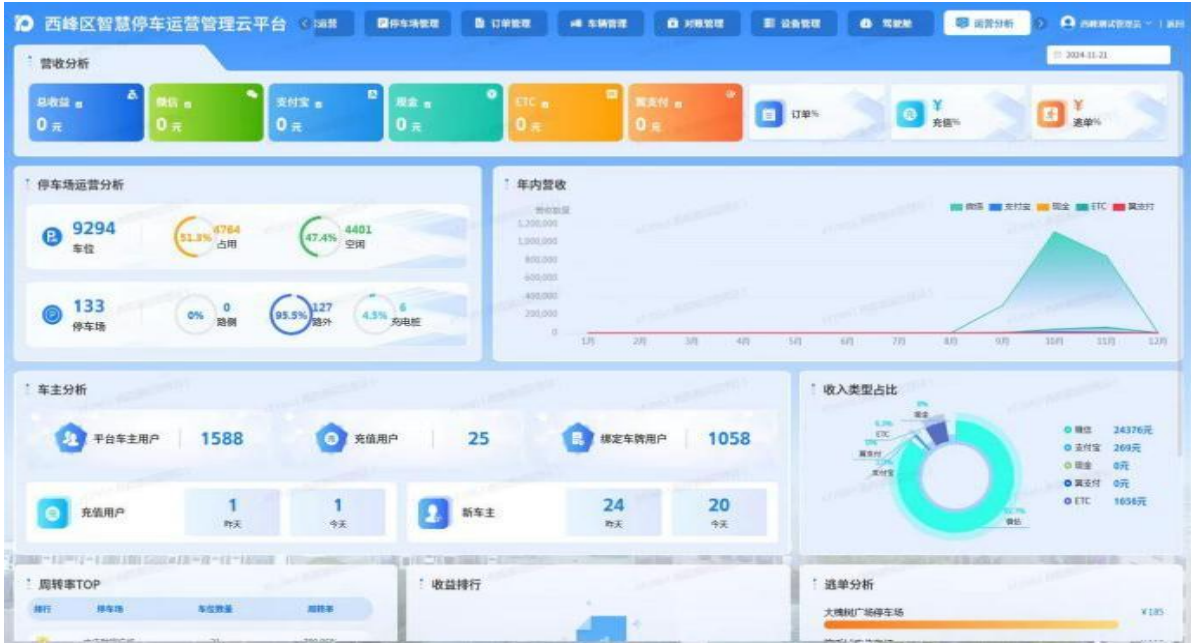 西峰区智慧停车运营管理云平台
停车场管理
订单管理
车辆管理
对账管理
设备管理
驾驶舱
运营分析
返回
营收分析
2024-11-21
总收益
0 元
微信
0 元
支付宝
0 元
现金
0 元
ETC
0 元
翼支付
0 元
订单%
¥
充值%
¥
逃单%
停车场运营分析
9294
车位
51.3%
4764
占用
47.4%
4401
空闲
133
停车场
0%
0
路侧
95.5%
127
路外
4.5%
6
充电桩
年内营收
营收数量
微信 支付宝 现金 ETC 翼支付
1,200,000
1,000,000
800,000
600,000
400,000
200,000
0
1月 2月 3月 4月 5月 6月 7月 8月 9月 10月 11月 12月
车主分析
平台车主用户 1588
充值用户 25
绑定车牌用户 1058
充值用户
1
昨天
1
今天
新车主
24
昨天
20
今天
收入类型占比
0%
现金
ETC
翼支付
支付宝
微信
微信 24376元
支付宝 269元
现金 0元
翼支付 0元
ETC 1656元
周转率TOP
排行 停车场 车位数量 周转率
收益排行
逃单分析
大槐树广场停车场 ¥185